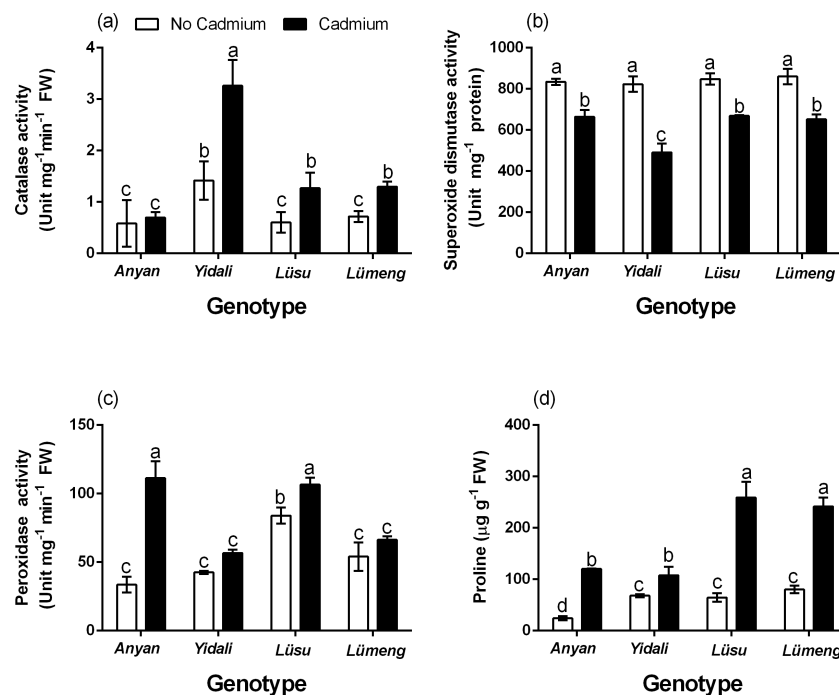 (a) No Cadmium Cadmium
Catalase activity
(Unit mg⁻¹min⁻¹ FW)
4
3
2
1
0
c c b a c b c b
Anyan Yidali Lüsu Lümeng
Genotype
(b)
Superoxide dismutase activity
(Unit mg⁻¹ protein)
1000
800
600
400
200
0
a b a c a b a b
Anyan Yidali Lüsu Lümeng
Genotype
(c)
Peroxidase activity
(Unit mg⁻¹ min⁻¹ FW)
150
100
50
0
c a c c b a c c
Anyan Yidali Lüsu Lümeng
Genotype
(d)
Proline (µg g⁻¹ FW)
400
300
200
100
0
d b c b c a c a
Anyan Yidali Lüsu Lümeng
Genotype